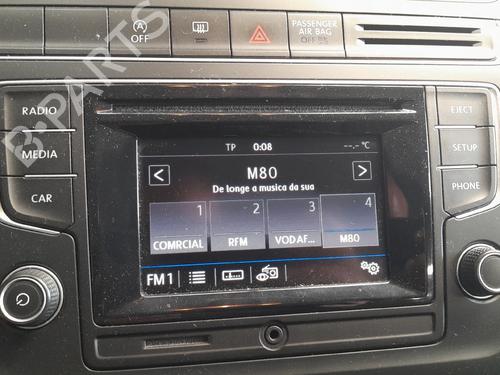 OFF
PASSENGER
AIR BAG
OFF
RADIO
MEDIA
CAR
EJECT
SETUP
PHONE
TP 0:08 --,- °C
< M80 >
De longe a musica da sua
1 2 3 4
COMRCIAL RFM VODAF... M80
FM1
B-PARTS